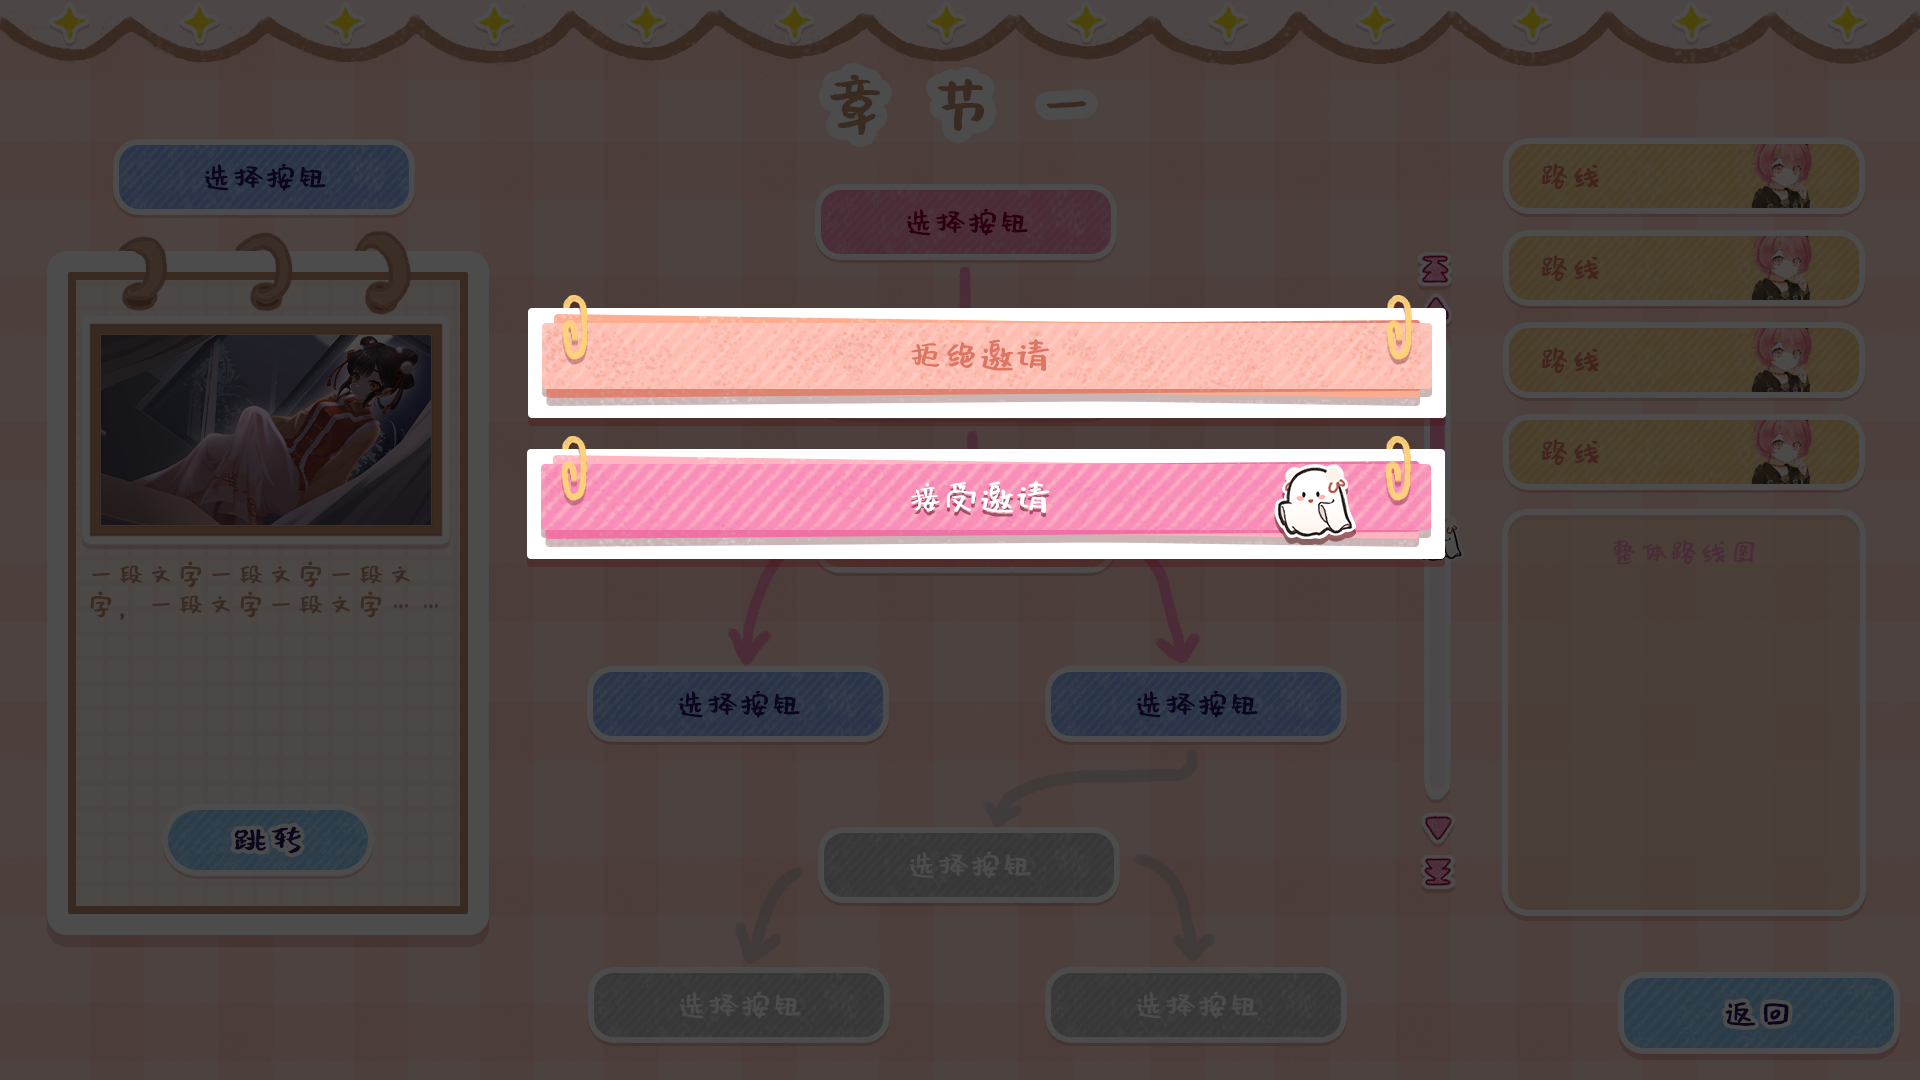 章节一
选择按钮
选择按钮
路线
路线
路线
路线
拒绝邀请
接受邀请
整体路线图
一段文字一段文字一段文
字，一段文字一段文字……
跳转
选择按钮
选择按钮
选择按钮
选择按钮
选择按钮
返回